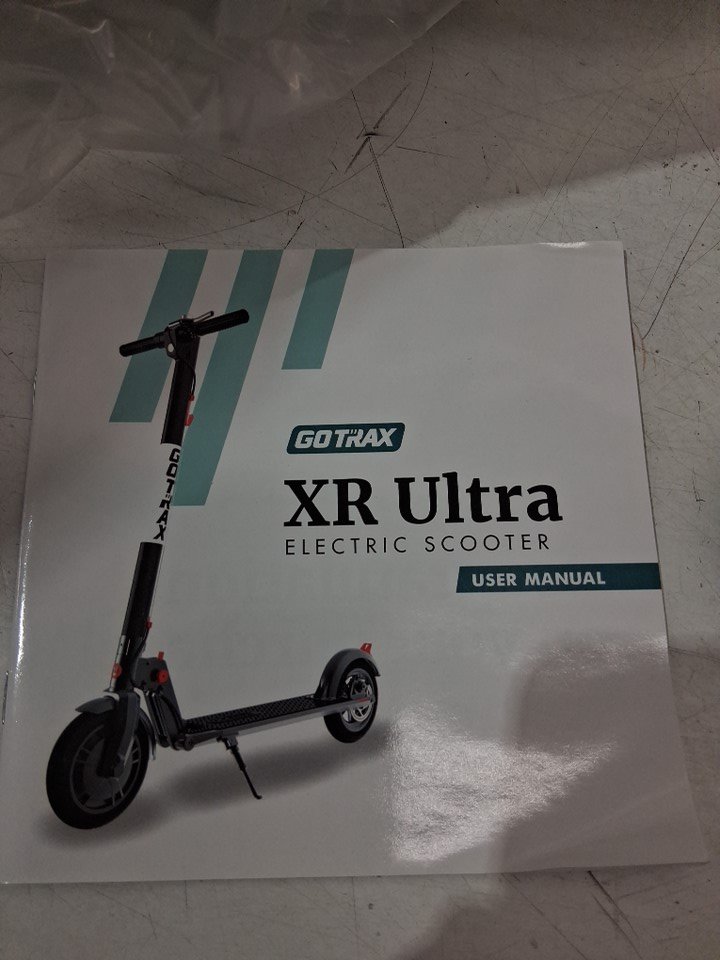 GOTRAX
XR Ultra
ELECTRIC SCOOTER
USER MANUAL
GOTRAX